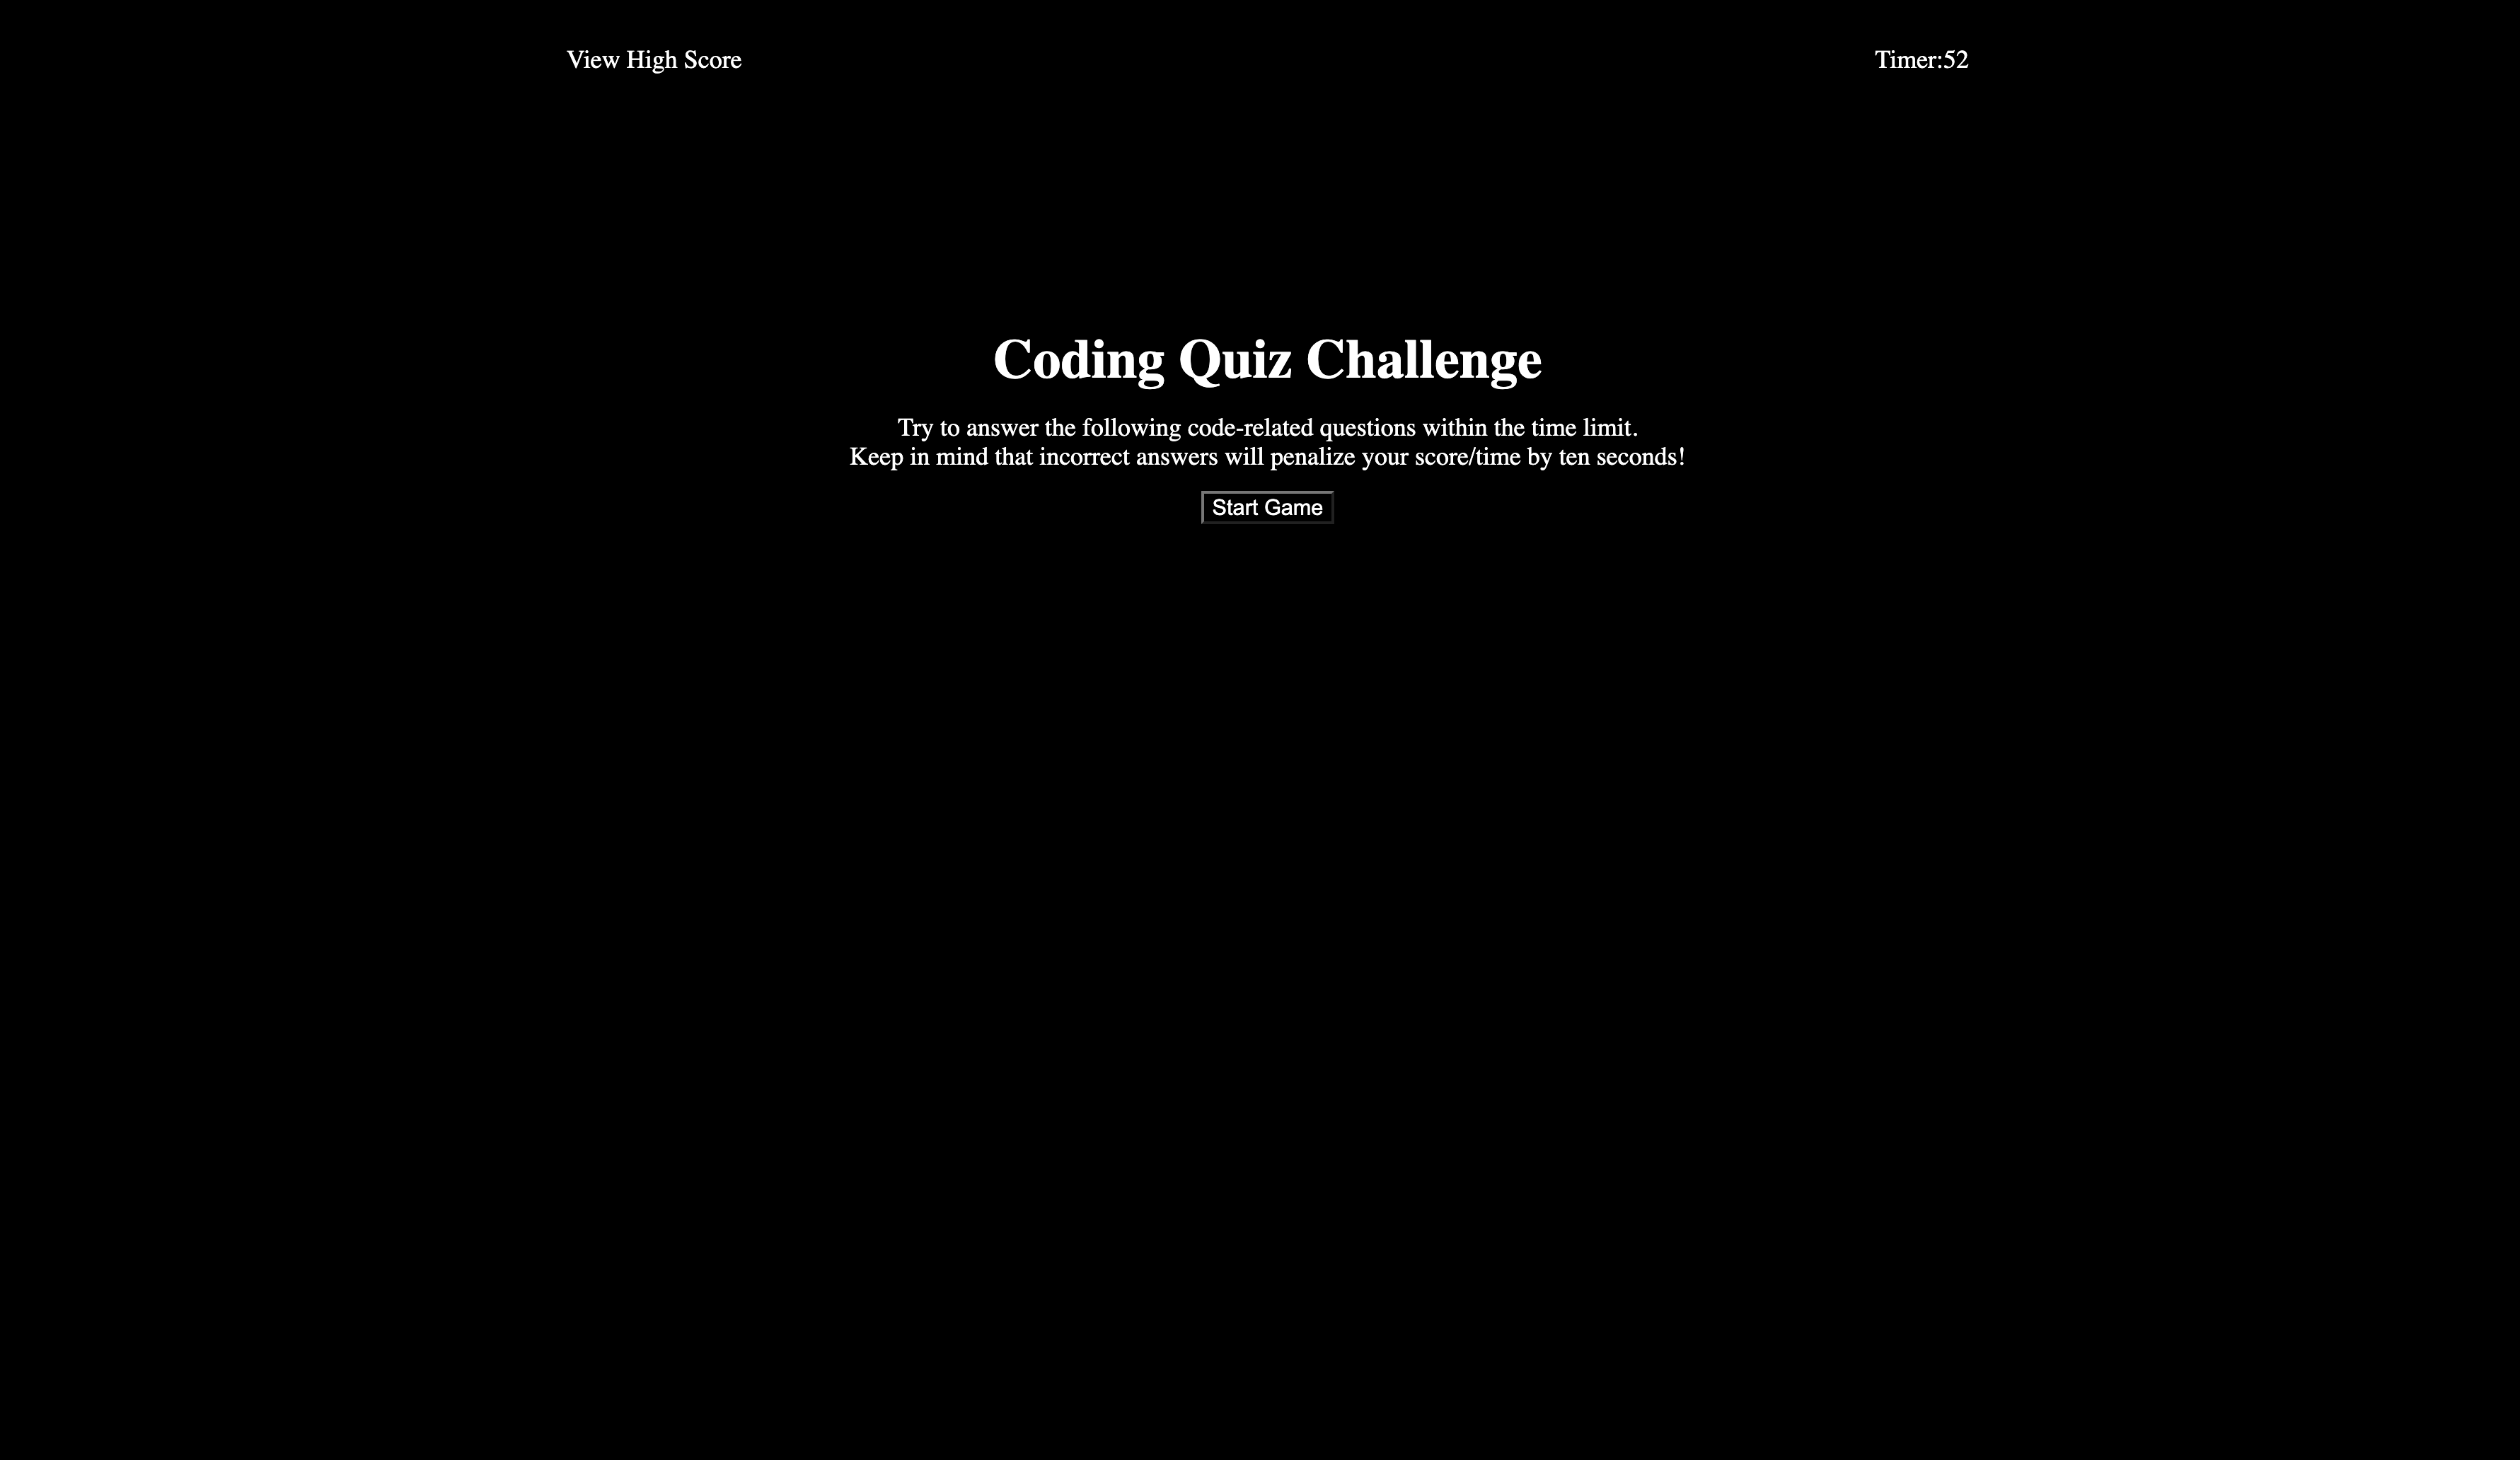 View High Score
Timer:52
Coding Quiz Challenge
Try to answer the following code-related questions within the time limit.
Keep in mind that incorrect answers will penalize your score/time by ten seconds!
Start Game